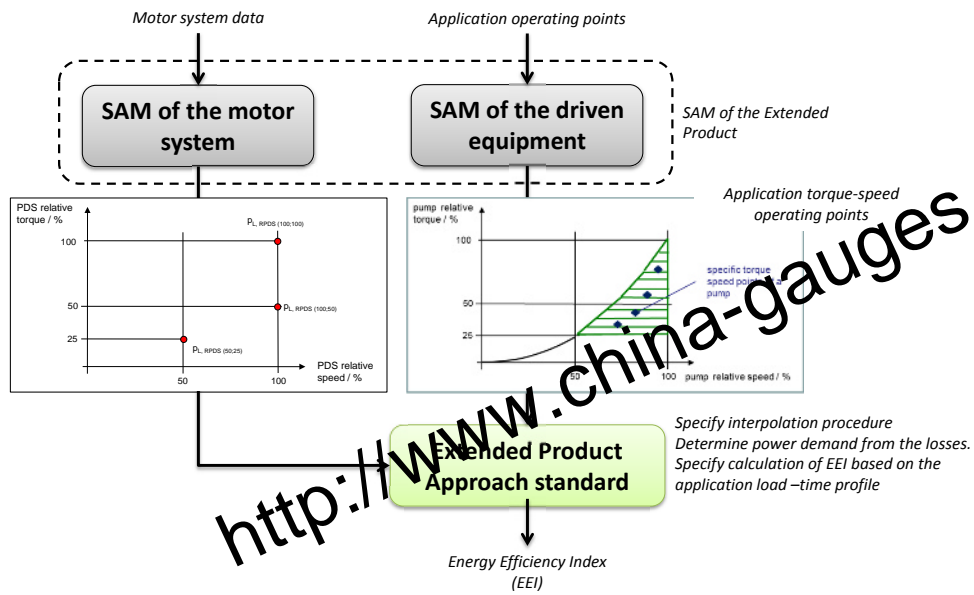 Motor system data
Application operating points
SAM of the motor
system
SAM of the driven
equipment
SAM of the Extended
Product
PDS relative
torque / %
100
50
25
50
100
PL, RPDS (100;100)
PL, RPDS (100;50)
PL, RPDS (50;25)
PDS relative
speed / %
pump relative
torque / %
100
50
25
50
100
pump relative speed / %
specific torque
speed points of a
pump
Application torque-speed
operating points
Extended Product
Approach standard
Specify interpolation procedure
Determine power demand from the losses.
Specify calculation of EEI based on the
application load –time profile
Energy Efficiency Index
(EEI)
http://www.china-gauges